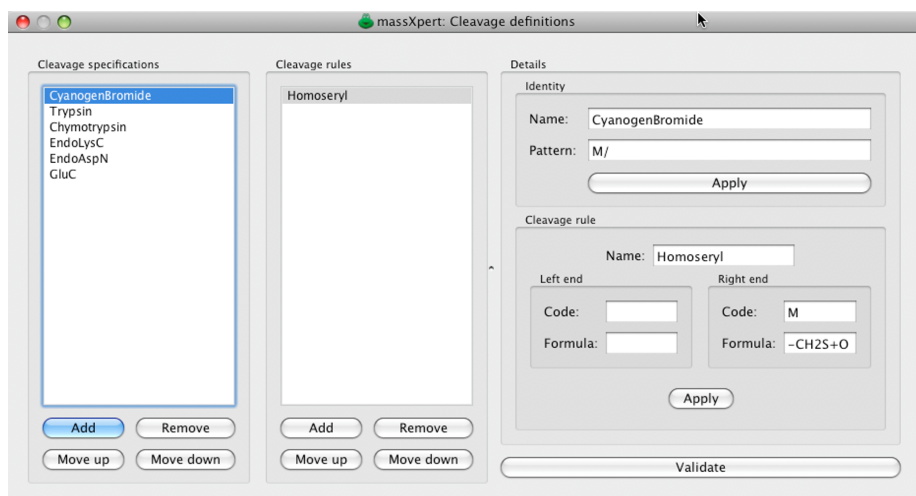 massXpert: Cleavage definitions
Cleavage specifications
CyanogenBromide
Trypsin
Chymotrypsin
EndoLysC
EndoAspN
GluC
Add Remove
Move up Move down
Cleavage rules
Homoseryl
Add Remove
Move up Move down
Details
Identity
Name: CyanogenBromide
Pattern: M/
Apply
Cleavage rule
Name: Homoseryl
Left end
Code:
Formula:
Right end
Code: M
Formula: -CH2S+O
Apply
Validate